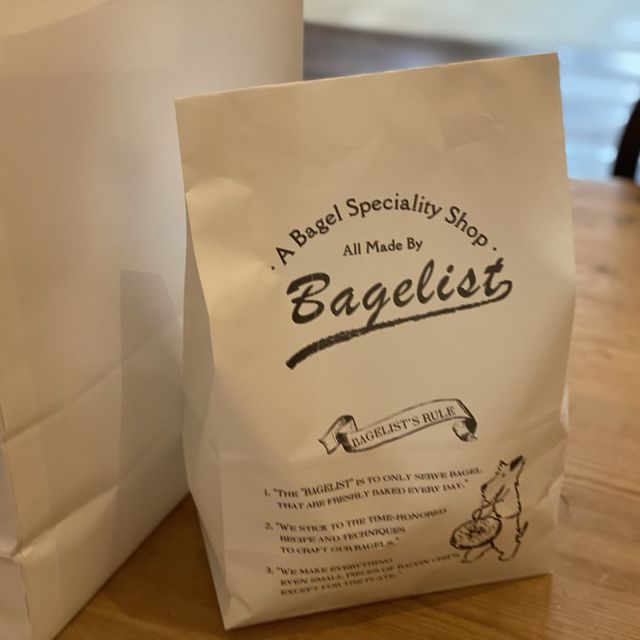 · A Bagel Speciality Shop ·
All Made By
Bagelist
BAGELIST'S RULE
1. "THE "BAGELIST" IS TO ONLY SERVE BAGEL
THAT ARE FRESHLY BAKED EVERY DAY."
2. "WE STICK TO THE TIME-HONORED
RECIPE AND TECHNIQUES
TO CRAFT OUR BAGELS."
3. "WE MAKE EVERYTHING
EVEN SMALL PIECES OF BACON CHIPS,
EXCEPT FOR THE PLATE."